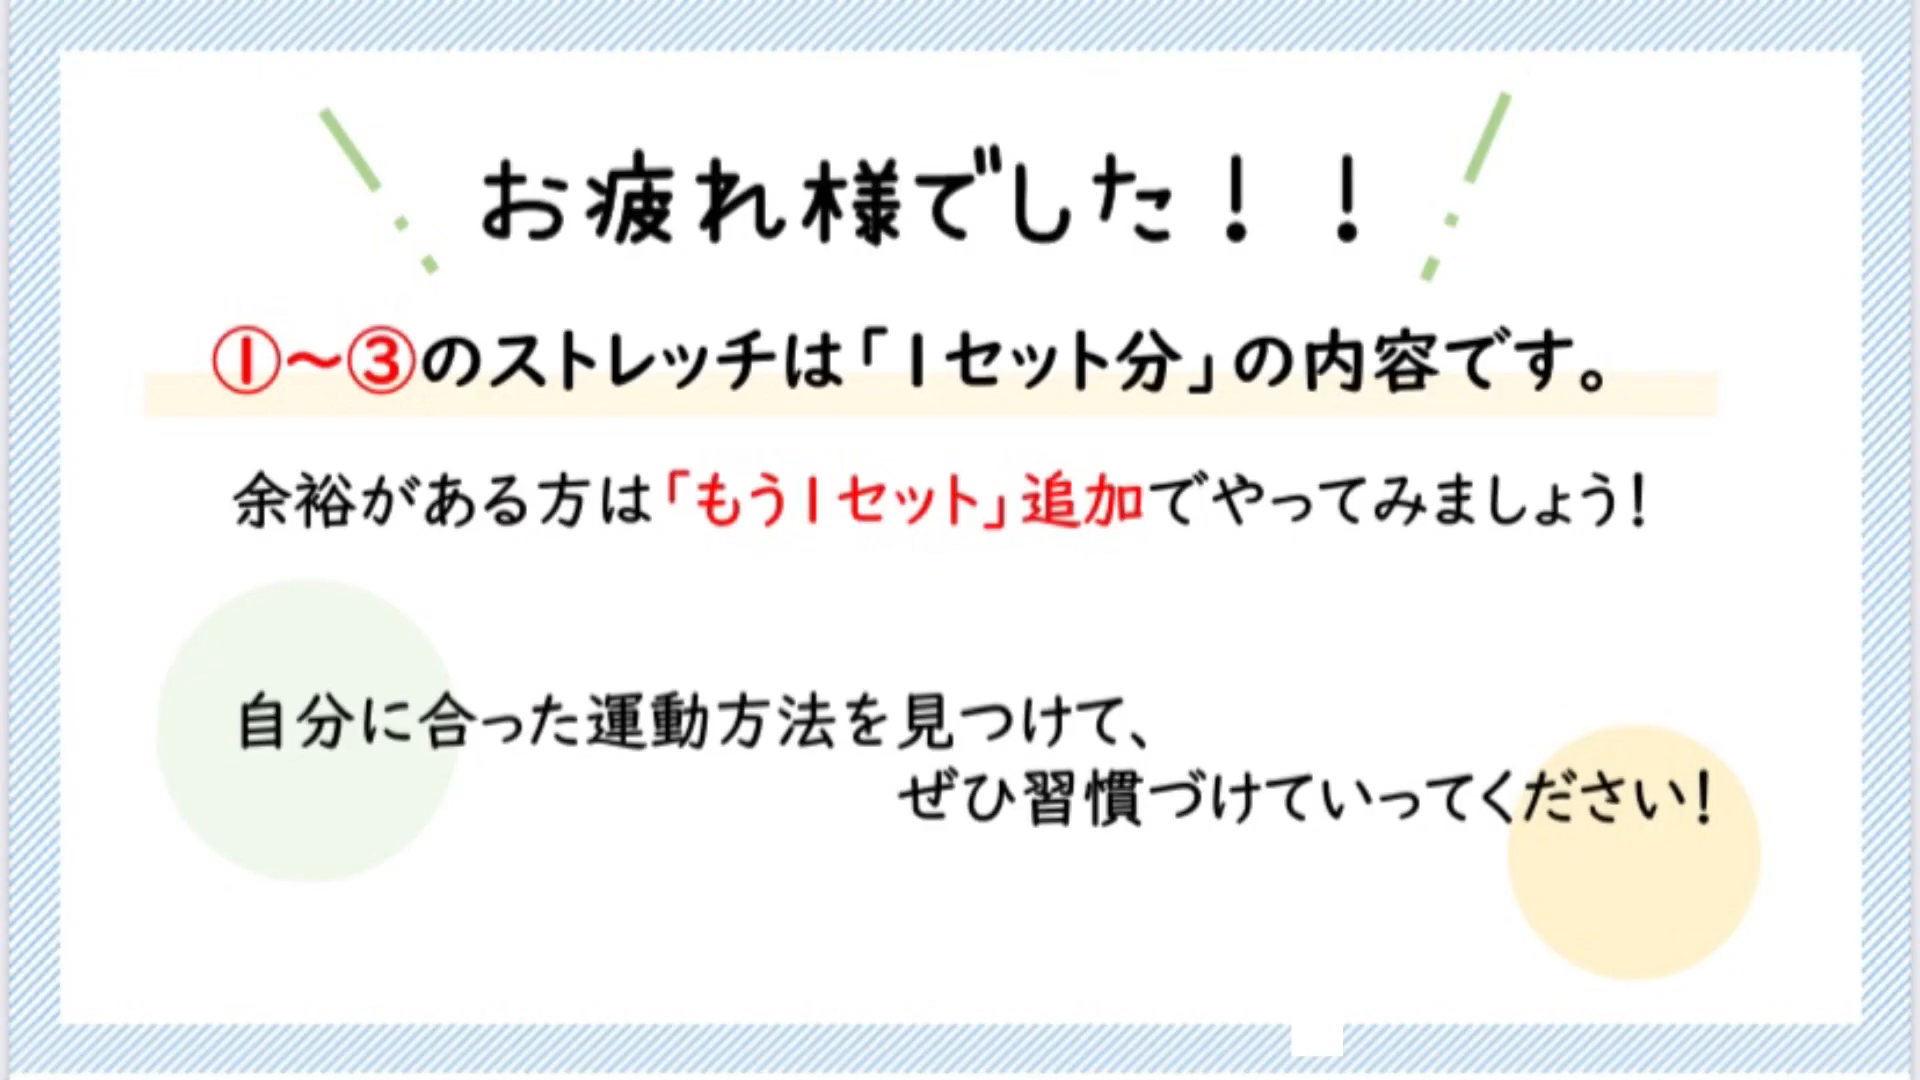 お疲れ様でした！！
①～③のストレッチは「1セット分」の内容です。
余裕がある方は「もう1セット」追加でやってみましょう！
自分に合った運動方法を見つけて、
ぜひ習慣づけていってください！